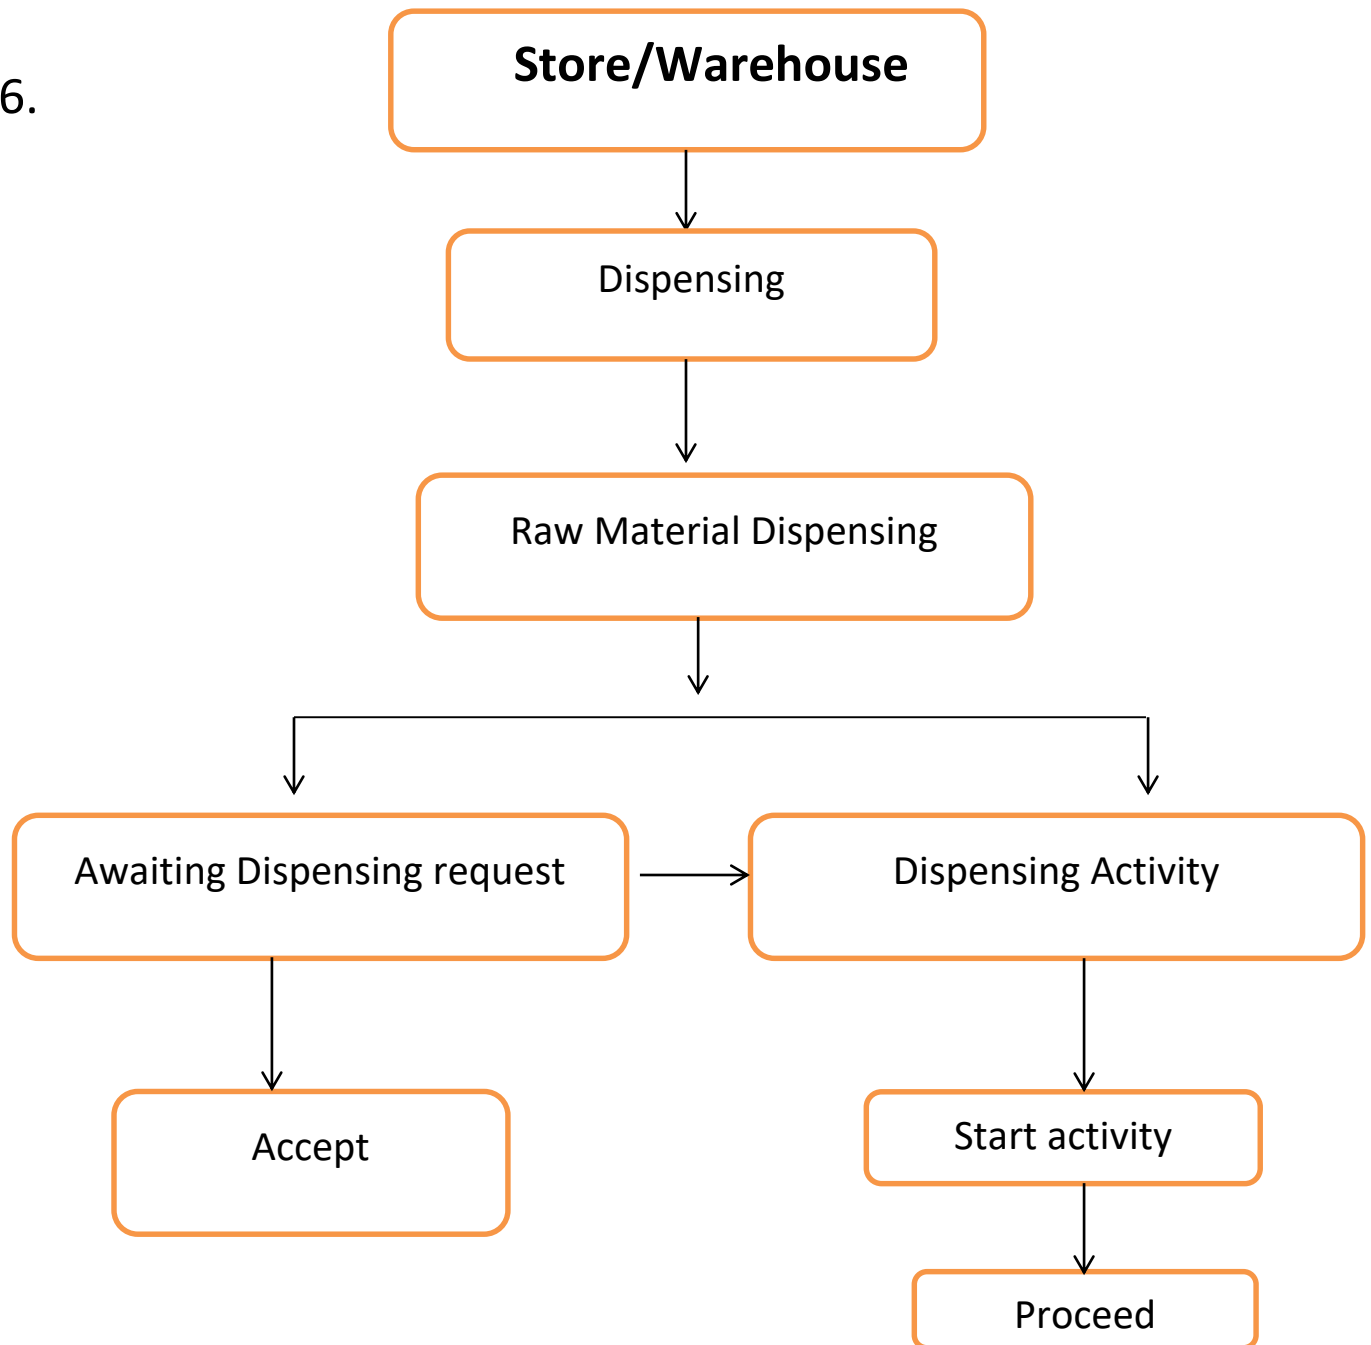 6.
Store/Warehouse
Dispensing
Raw Material Dispensing
Awaiting Dispensing request
Dispensing Activity
Accept
Start activity
Proceed